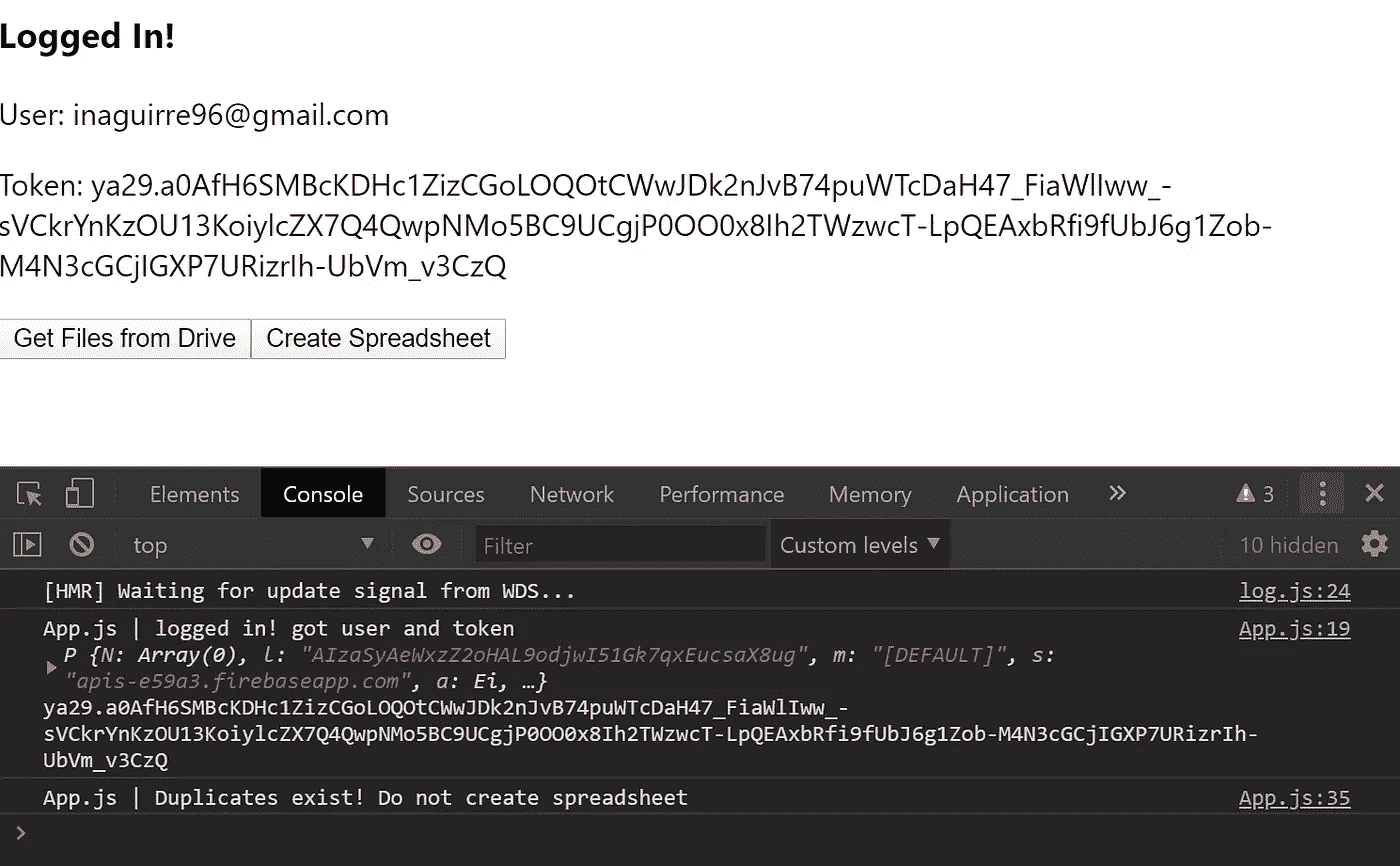 Logged In!
User: inaguirre96@gmail.com
Token: ya29.a0AfH6SMBcKDHc1ZizCGoLOQOtCWwJDk2nJvB74puWTcDaH47_FiaWlIww_-
sVCkrYnKzOU13KoiylcZX7Q4QwpNMo5BC9UCgjP0OO0x8Ih2TWzwcT-LpQEAxbRfi9fUbJ6g1Zob-
M4N3cGCjIGXP7URizrIh-UbVm_v3CzQ
Get Files from Drive Create Spreadsheet
Elements Console Sources Network Performance Memory Application » 3
top Filter Custom levels ▼ 10 hidden
[HMR] Waiting for update signal from WDS... log.js:24
App.js | logged in! got user and token App.js:19
P {N: Array(0), l: "AIzaSyAeWxzZ2oHAL9odjwI51Gk7qxEucsaX8ug", m: "[DEFAULT]", s:
"apis-e59a3.firebaseapp.com", a: Ei, …}
ya29.a0AfH6SMBcKDHc1ZizCGoLOQOtCWwJDk2nJvB74puWTcDaH47_FiaWlIww_-
sVCkrYnKzOU13KoiylcZX7Q4QwpNMo5BC9UCgjP0OO0x8Ih2TWzwcT-LpQEAxbRfi9fUbJ6g1Zob-M4N3cGCjIGXP7URizrIh-
UbVm_v3CzQ
App.js | Duplicates exist! Do not create spreadsheet App.js:35